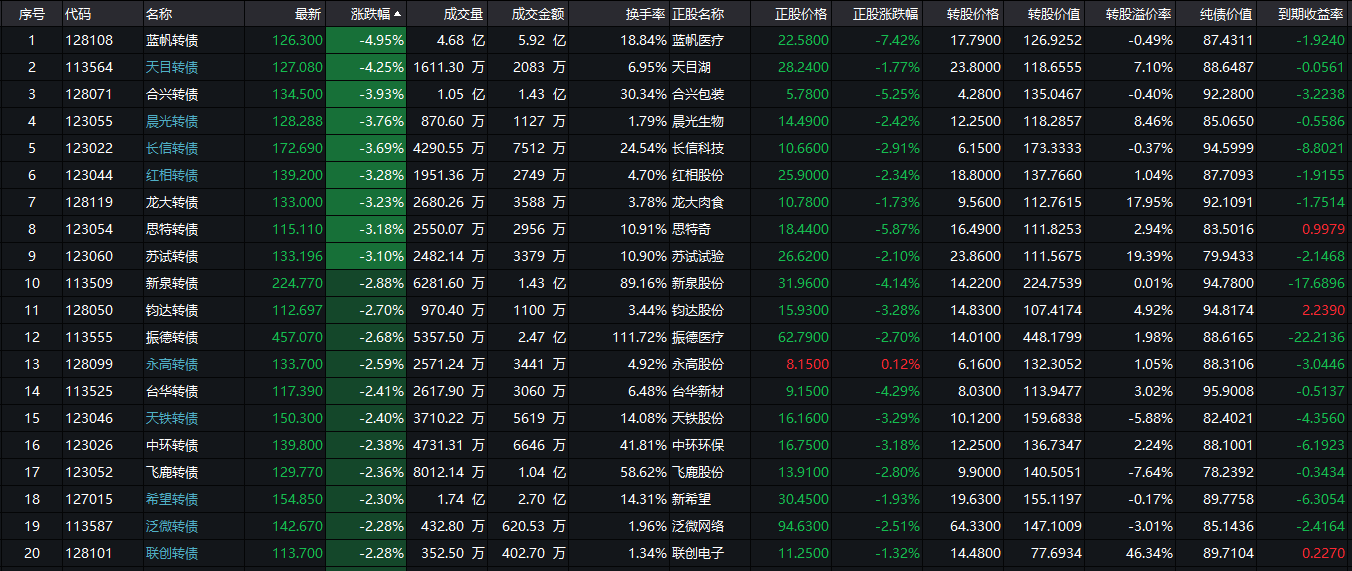 序号 代码 名称 最新 涨跌幅 成交量 成交金额 换手率 正股名称 正股价格 正股涨跌幅 转股价格 转股价值 转股溢价率 纯债价值 到期收益率
1 128108 蓝帆转债 126.300 -4.95% 4.68 亿 5.92 亿 18.84% 蓝帆医疗 22.5800 -7.42% 17.7900 126.9252 -0.49% 87.4311 -1.9240
2 113564 天目转债 127.080 -4.25% 1611.30 万 2083 万 6.95% 天目湖 28.2400 -1.77% 23.8000 118.6555 7.10% 88.6487 -0.0561
3 128071 合兴转债 134.500 -3.93% 1.05 亿 1.43 亿 30.34% 合兴包装 5.7800 -5.25% 4.2800 135.0467 -0.40% 92.2800 -3.2238
4 123055 晨光转债 128.288 -3.76% 870.60 万 1127 万 1.79% 晨光生物 14.4900 -2.42% 12.2500 118.2857 8.46% 85.0650 -0.5586
5 123022 长信转债 172.690 -3.69% 4290.55 万 7512 万 24.54% 长信科技 10.6600 -2.91% 6.1500 173.3333 -0.37% 94.5999 -8.8021
6 123044 红相转债 139.200 -3.28% 1951.36 万 2749 万 4.70% 红相股份 25.9000 -2.34% 18.8000 137.7660 1.04% 87.7093 -1.9155
7 128119 龙大转债 133.000 -3.23% 2680.26 万 3588 万 3.78% 龙大肉食 10.7800 -1.73% 9.5600 112.7615 17.95% 92.1091 -1.7514
8 123054 思特转债 115.110 -3.18% 2550.07 万 2956 万 10.91% 思特奇 18.4400 -5.87% 16.4900 111.8253 2.94% 83.5016 0.9979
9 123060 苏试转债 133.196 -3.10% 2482.14 万 3379 万 10.90% 苏试试验 26.6200 -2.10% 23.8600 111.5675 19.39% 79.9433 -2.1468
10 113509 新泉转债 224.770 -2.88% 6281.60 万 1.43 亿 89.16% 新泉股份 31.9600 -4.14% 14.2200 224.7539 0.01% 94.7800 -17.6896
11 128050 钧达转债 112.697 -2.70% 970.40 万 1100 万 3.44% 钧达股份 15.9300 -3.28% 14.8300 107.4174 4.92% 94.8174 2.2390
12 113555 振德转债 457.070 -2.68% 5357.50 万 2.47 亿 111.72% 振德医疗 62.7900 -2.70% 14.0100 448.1799 1.98% 88.6165 -22.2136
13 128099 永高转债 133.700 -2.59% 2571.24 万 3441 万 4.92% 永高股份 8.1500 0.12% 6.1600 132.3052 1.05% 88.3106 -3.0446
14 113525 台华转债 117.390 -2.41% 2617.90 万 3060 万 6.48% 台华新材 9.1500 -4.29% 8.0300 113.9477 3.02% 95.9008 -0.5137
15 123046 天铁转债 150.300 -2.40% 3710.22 万 5619 万 14.08% 天铁股份 16.1600 -3.29% 10.1200 159.6838 -5.88% 82.4021 -4.3560
16 123026 中环转债 139.800 -2.38% 4731.31 万 6646 万 41.81% 中环环保 16.7500 -3.18% 12.2500 136.7347 2.24% 88.1001 -6.1923
17 123052 飞鹿转债 129.770 -2.36% 8012.14 万 1.04 亿 58.62% 飞鹿股份 13.9100 -2.80% 9.9000 140.5051 -7.64% 78.2392 -0.3434
18 127015 希望转债 154.850 -2.30% 1.74 亿 2.70 亿 14.31% 新希望 30.4500 -1.93% 19.6300 155.1197 -0.17% 89.7758 -6.3054
19 113587 泛微转债 142.670 -2.28% 432.80 万 620.53 万 1.96% 泛微网络 94.6300 -2.51% 64.3300 147.1009 -3.01% 85.1436 -2.4164
20 128101 联创转债 113.700 -2.28% 352.50 万 402.70 万 1.34% 联创电子 11.2500 -1.32% 14.4800 77.6934 46.34% 89.7104 0.2270